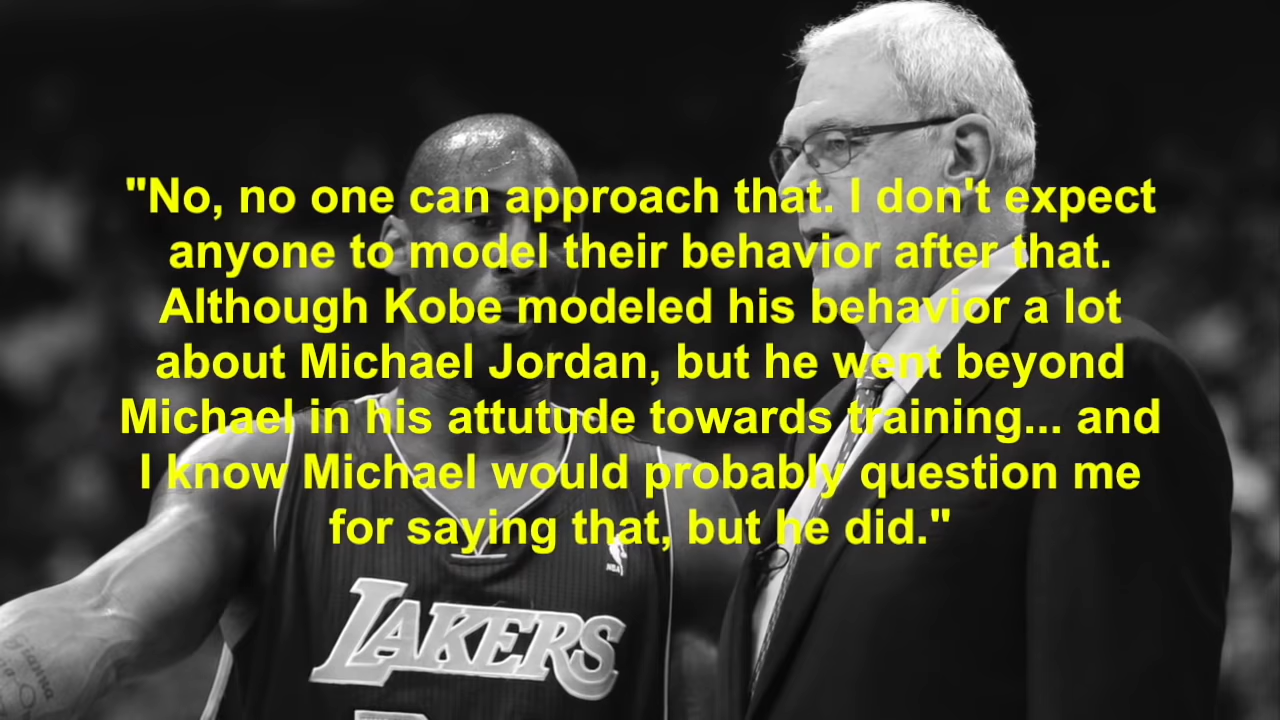 "No, no one can approach that. I don't expect
anyone to model their behavior after that.
Although Kobe modeled his behavior a lot
about Michael Jordan, but he went beyond
Michael in his attutude towards training... and
I know Michael would probably question me
for saying that, but he did."
NBA
LAKERS
gianna